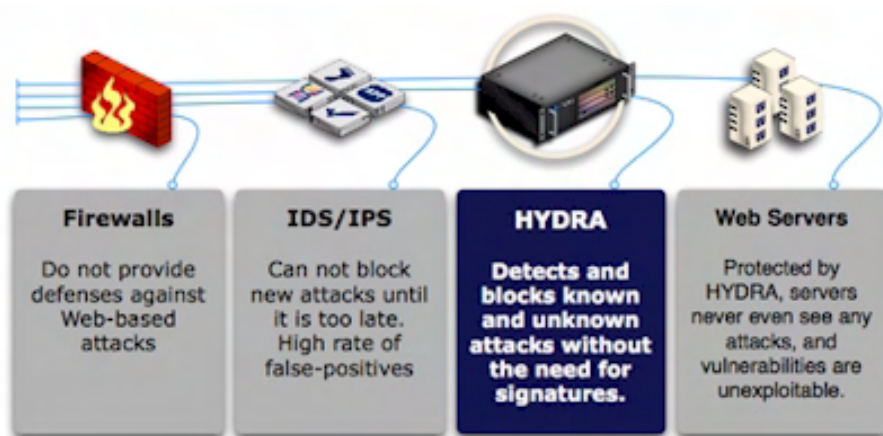 Firewalls
Do not provide
defenses against
Web-based
attacks
IDS/IPS
Can not block
new attacks until
it is too late.
High rate of
false-positives
HYDRA
Detects and
blocks known
and unknown
attacks without
the need for
signatures.
Web Servers
Protected by
HYDRA, servers
never even see any
attacks, and
vulnerabilities are
unexploitable.